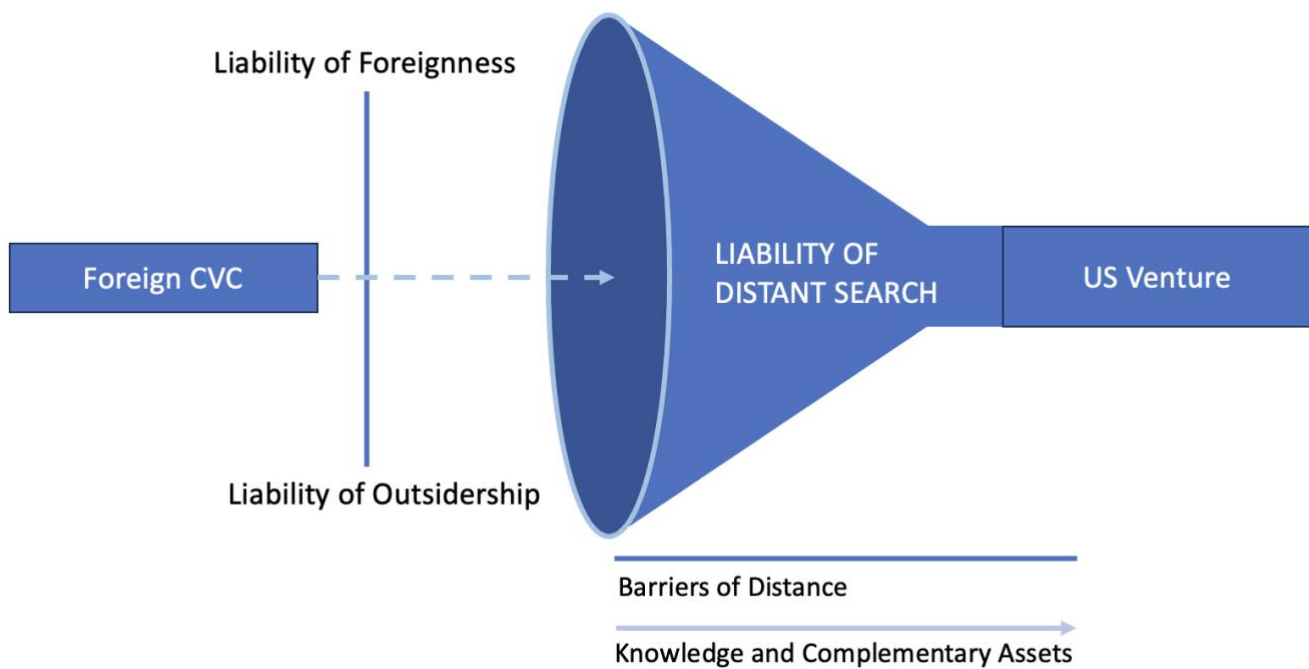 Liability of Foreignness
Foreign CVC
LIABILITY OF
DISTANT SEARCH
US Venture
Liability of Outsidership
Barriers of Distance
Knowledge and Complementary Assets